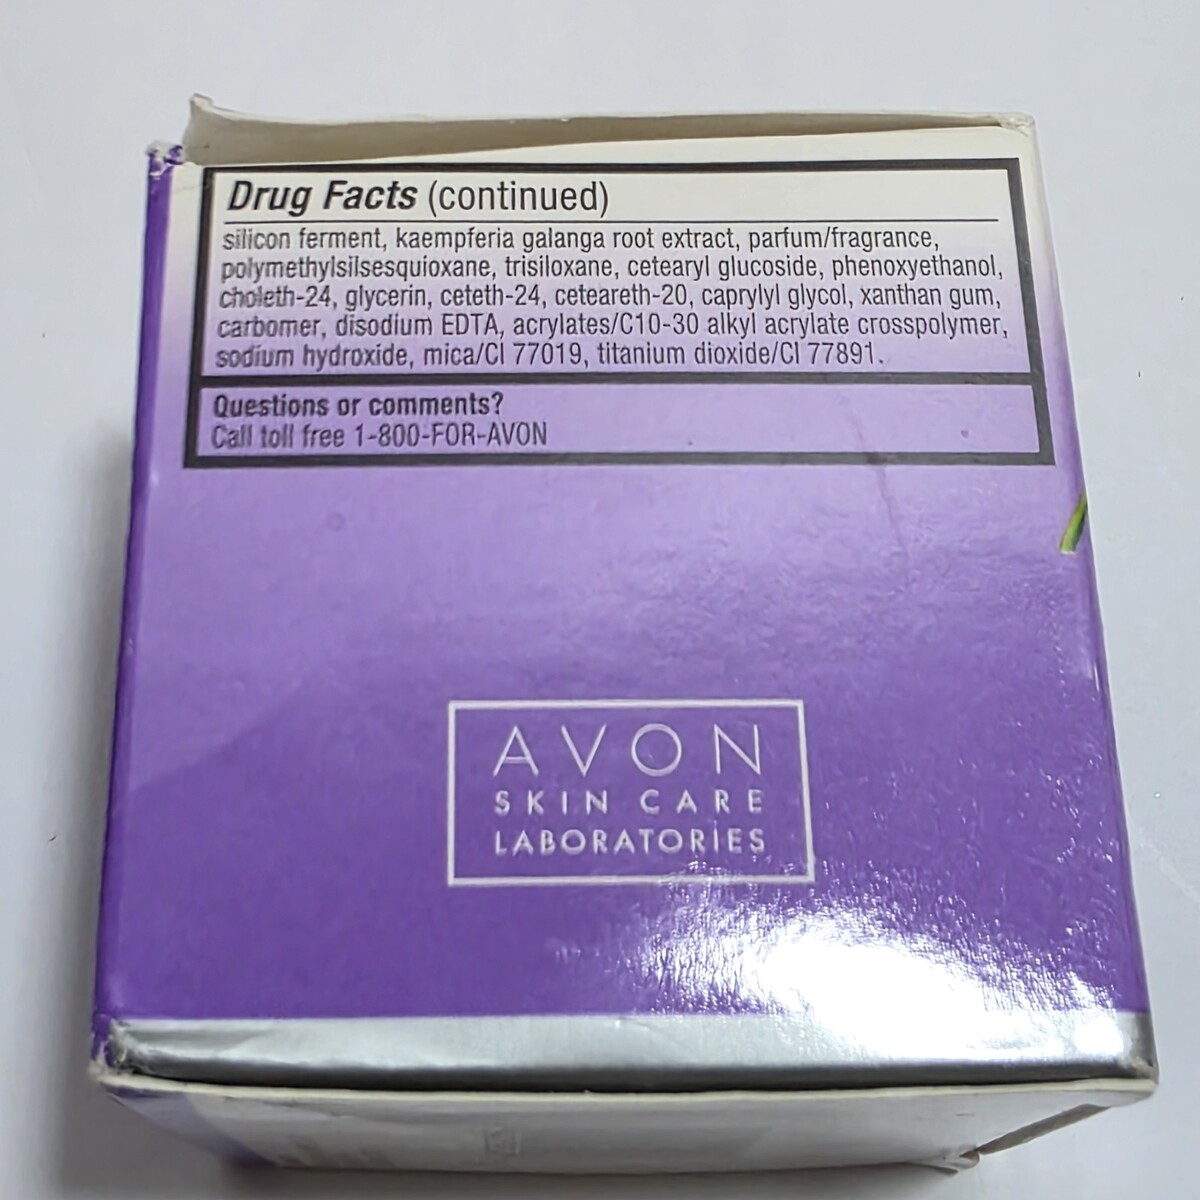 Drug Facts (continued)
silicon ferment, kaempferia galanga root extract, parfum/fragrance,
polymethylsilsesquioxane, trisiloxane, cetearyl glucoside, phenoxyethanol,
choleth-24, glycerin, ceteth-24, ceteareth-20, caprylyl glycol, xanthan gum,
carbomer, disodium EDTA, acrylates/C10-30 alkyl acrylate crosspolymer,
sodium hydroxide, mica/CI 77019, titanium dioxide/CI 77891.
Questions or comments?
Call toll free 1-800-FOR-AVON
AVON
SKIN CARE
LABORATORIES